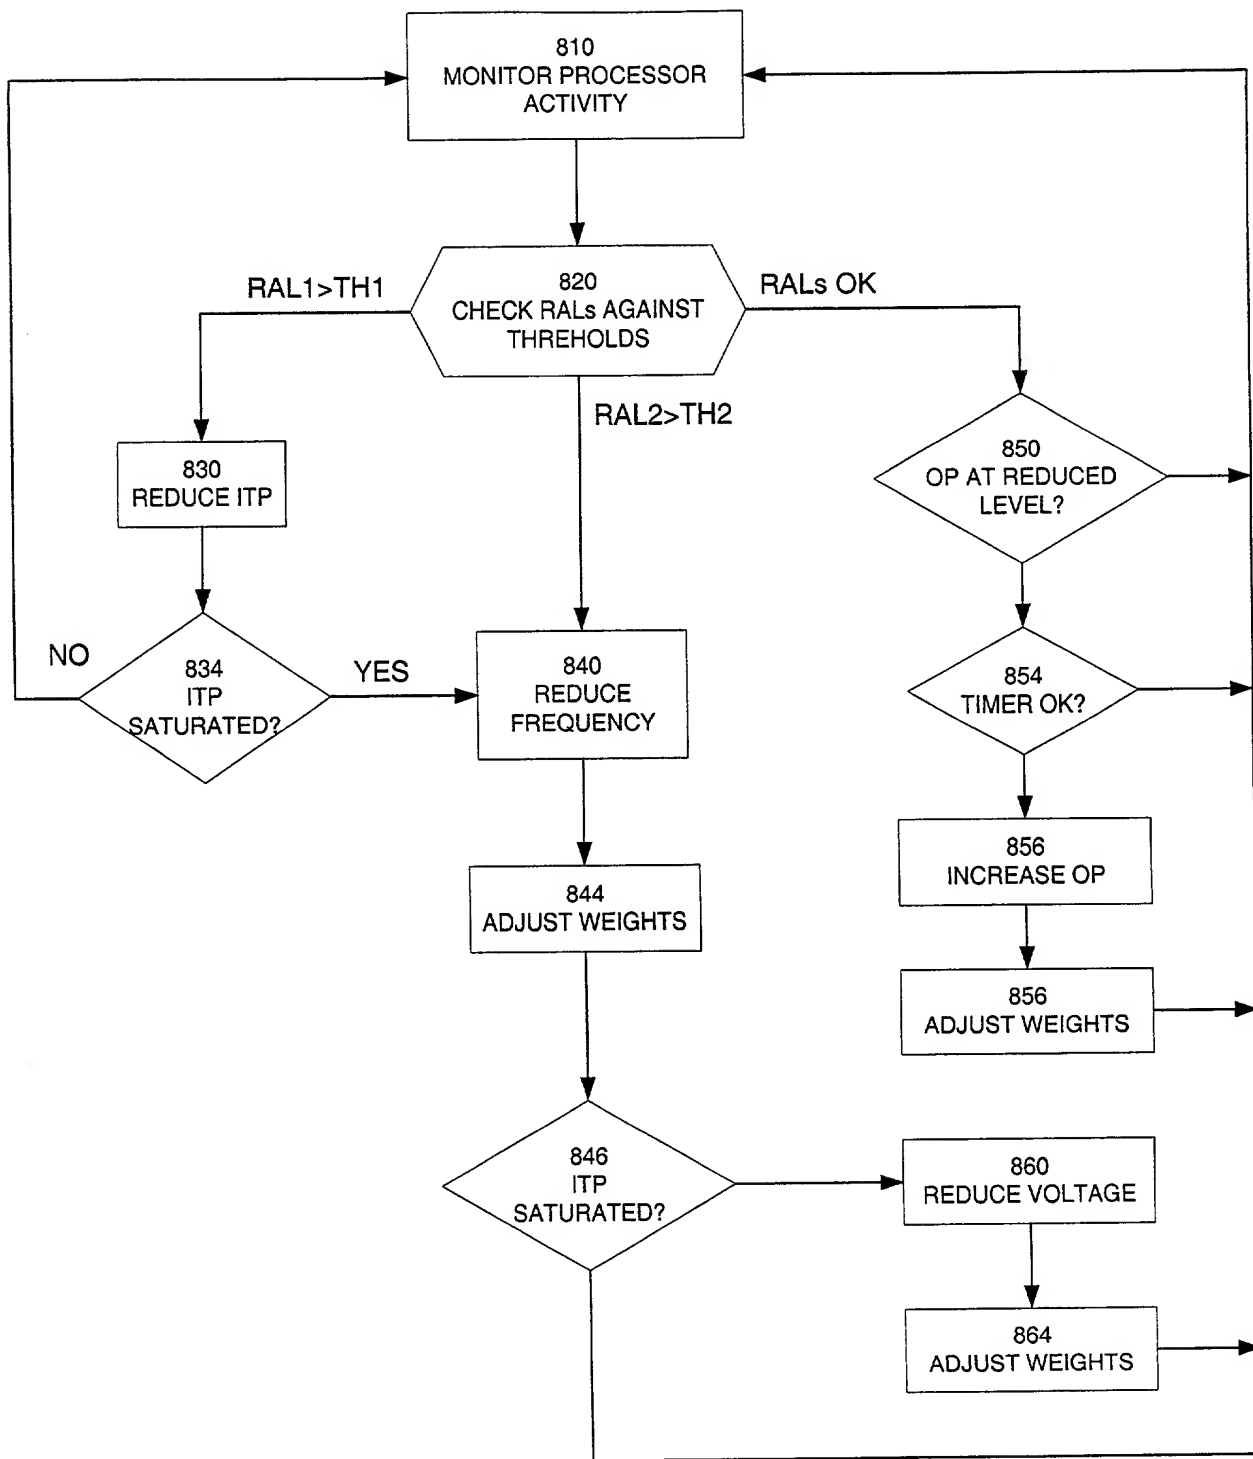 810
MONITOR PROCESSOR
ACTIVITY
820
CHECK RALs AGAINST
THREHOLDS
RAL1>TH1
RALs OK
RAL2>TH2
830
REDUCE ITP
850
OP AT REDUCED
LEVEL?
NO
834
ITP
SATURATED?
YES
840
REDUCE
FREQUENCY
854
TIMER OK?
856
INCREASE OP
844
ADJUST WEIGHTS
856
ADJUST WEIGHTS
846
ITP
SATURATED?
860
REDUCE VOLTAGE
864
ADJUST WEIGHTS